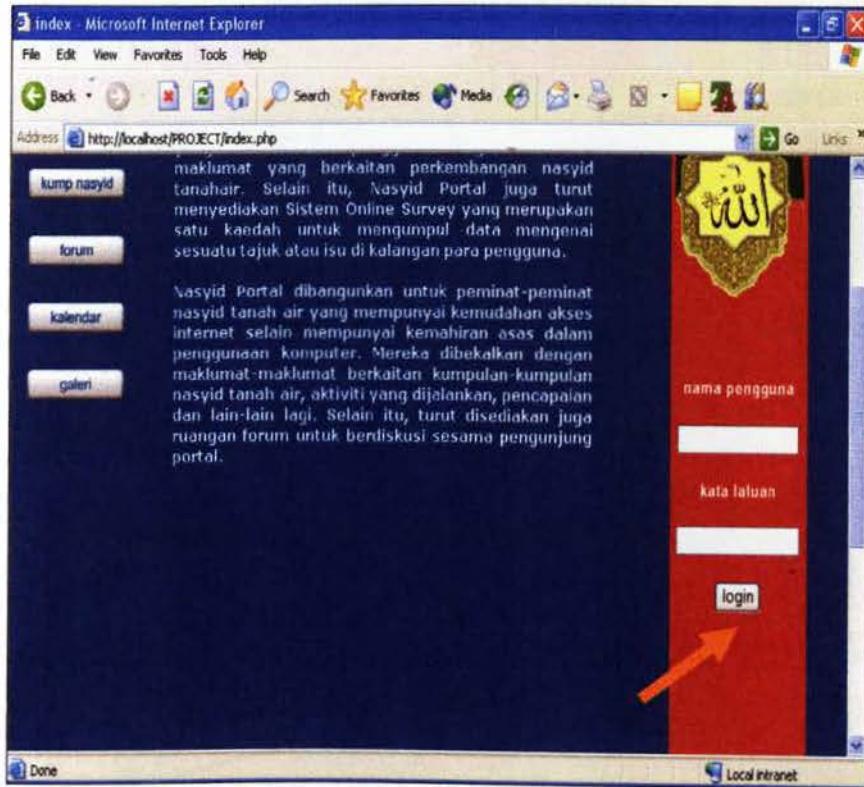 index - Microsoft Internet Explorer
File Edit View Favorites Tools Help
Back Search Favorites Media
Address http://localhost/PROJECT/index.php Go Links »
kump nasyid
forum
kalendar
galeri
maklumat yang berkaitan perkembangan nasyid
tanahair. Selain itu, Nasyid Portal juga turut
menyediakan Sistem Online Survey yang merupakan
satu kaedah untuk mengumpul data mengenai
sesuatu tajuk atau isu di kalangan para pengguna.
Nasyid Portal dibangunkan untuk peminat-peminat
nasyid tanah air yang mempunyai kemudahan akses
internet selain mempunyai kemahiran asas dalam
penggunaan komputer. Mereka dibekalkan dengan
maklumat-maklumat berkaitan kumpulan-kumpulan
nasyid tanah air, aktiviti yang dijalankan, pencapaian
dan lain-lain lagi. Selain itu, turut disediakan juga
ruangan forum untuk berdiskusi sesama pengunjung
portal.
الله
nama pengguna
kata laluan
login
Done
Local intranet